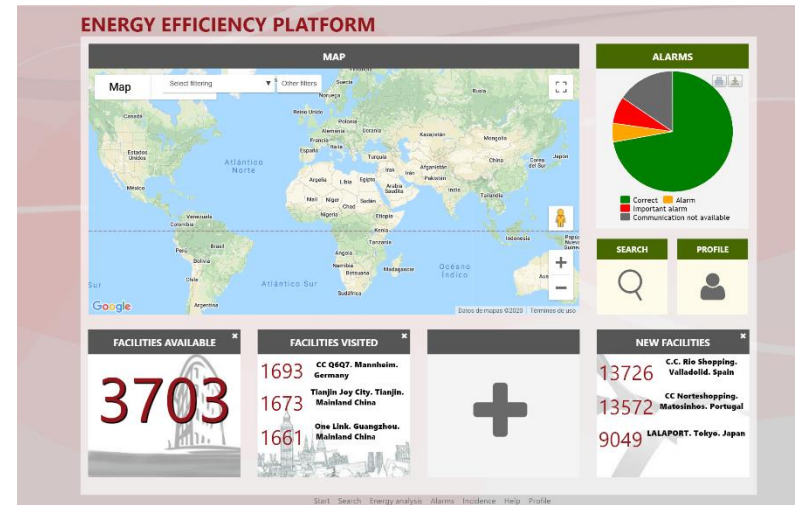 ENERGY EFFICIENCY PLATFORM
MAP
Map
Select filtering
Other filters
Suecia
Noruega
Rusia
Canadá
Reino Unido
Polonia
Alemania
Ucrania
Francia
Kazajistán
Mongolia
España
Italia
Estados
Unidos
Turquía
Atlántico
Norte
China
Corea
del Sur
Japón
Irak
Irán
Afganistán
Pakistán
Argelia
Libia
Egipto
Arabia
Saudita
India
Tailandia
México
Malí
Níger
Chad
Sudán
Nigeria
Etiopía
Venezuela
Colombia
Kenia
Indonesia
Tanzania
Perú
Brasil
Angola
Bolivia
Namibia
Botsuana
Madagascar
Océano
Índico
Chile
Sur
Atlántico Sur
Sudáfrica
Argentina
Google
Datos de mapas ©2020
Términos de uso
ALARMS
Correct
Alarm
Important alarm
Communication not available
SEARCH
PROFILE
FACILITIES AVAILABLE
3703
FACILITIES VISITED
1693 CC Q6Q7. Mannheim.
Germany
1673 Tianjin Joy City. Tianjin.
Mainland China
1661 One Link. Guangzhou.
Mainland China
NEW FACILITIES
13726 C.C. Rio Shopping.
Valladolid. Spain
13572 CC Norteshopping.
Matosinhos. Portugal
9049 LALAPORT. Tokyo. Japan
Start Search Energy analysis Alarms Incidence Help Profile